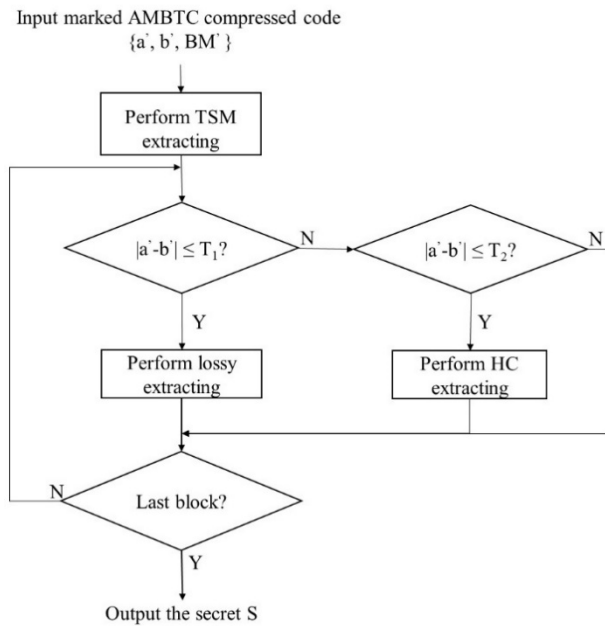 Input marked AMBTC compressed code
{a`, b`, BM` }
Perform TSM
extracting
|a`-b`| ≤ T₁?
N
|a`-b`| ≤ T₂?
N
Y
Y
Perform lossy
extracting
Perform HC
extracting
N
Last block?
Y
Output the secret S